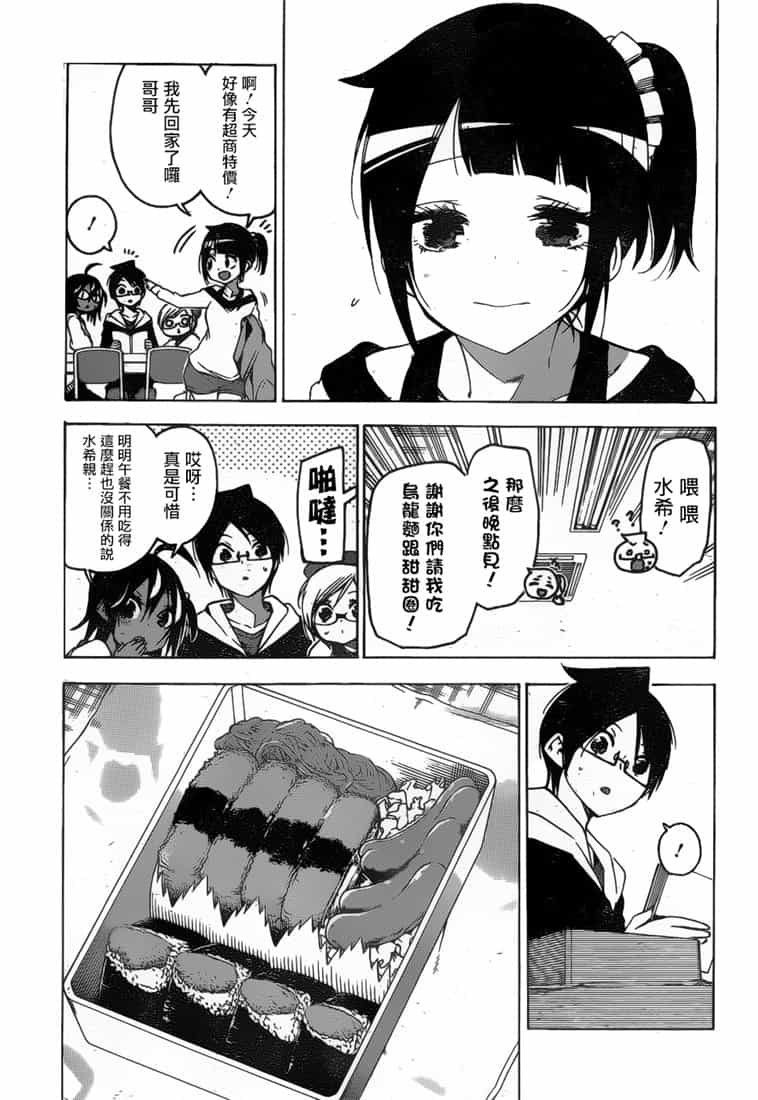 啊！今天
好像有超商特價！
我先回家了囉
哥哥
！
喂喂
水希！
？？？
那麼
之後晚點見！
謝謝你們請我吃
烏龍麵跟甜甜圈！
啪噠…
哎呀…
真是可惜
明明午餐不用吃得
這麼趕也沒關係的說
水希親…
！